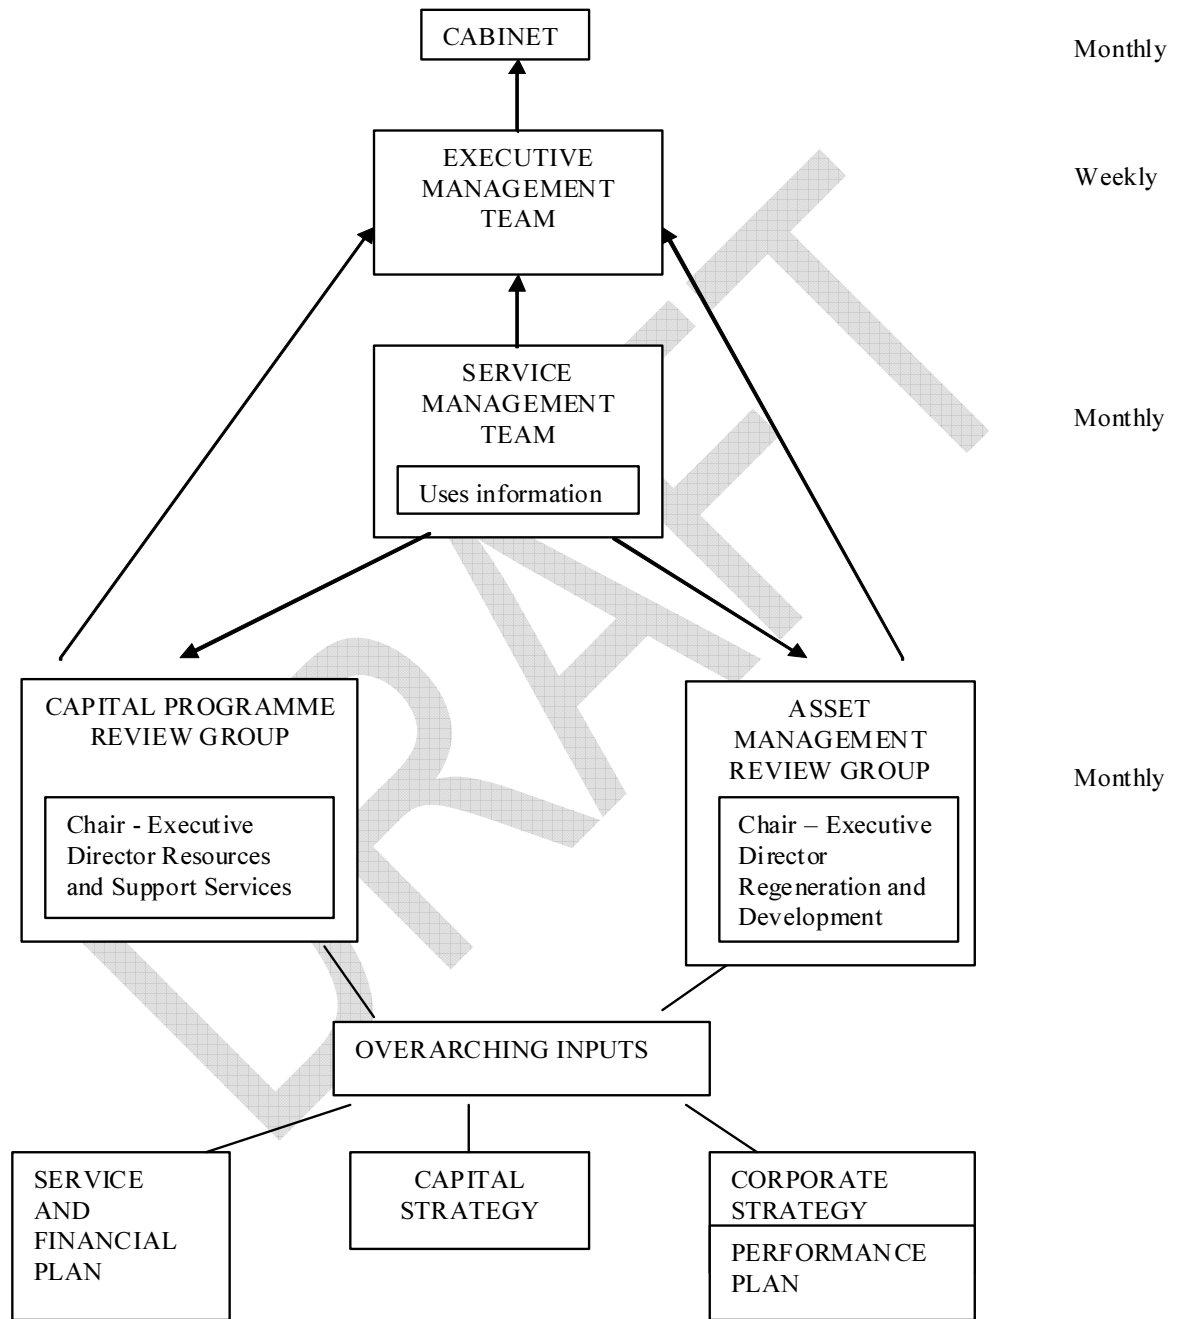 CABINET
Monthly
EXECUTIVE
MANAGEMENT
TEAM
Weekly
SERVICE
MANAGEMENT
TEAM
Uses information
Monthly
CAPITAL PROGRAMME
REVIEW GROUP
Chair - Executive
Director Resources
and Support Services
ASSET
MANAGEMENT
REVIEW GROUP
Chair – Executive
Director
Regeneration and
Development
Monthly
OVERARCHING INPUTS
SERVICE
AND
FINANCIAL
PLAN
CAPITAL
STRATEGY
CORPORATE
STRATEGY
PERFORMANCE
PLAN
DRAFT